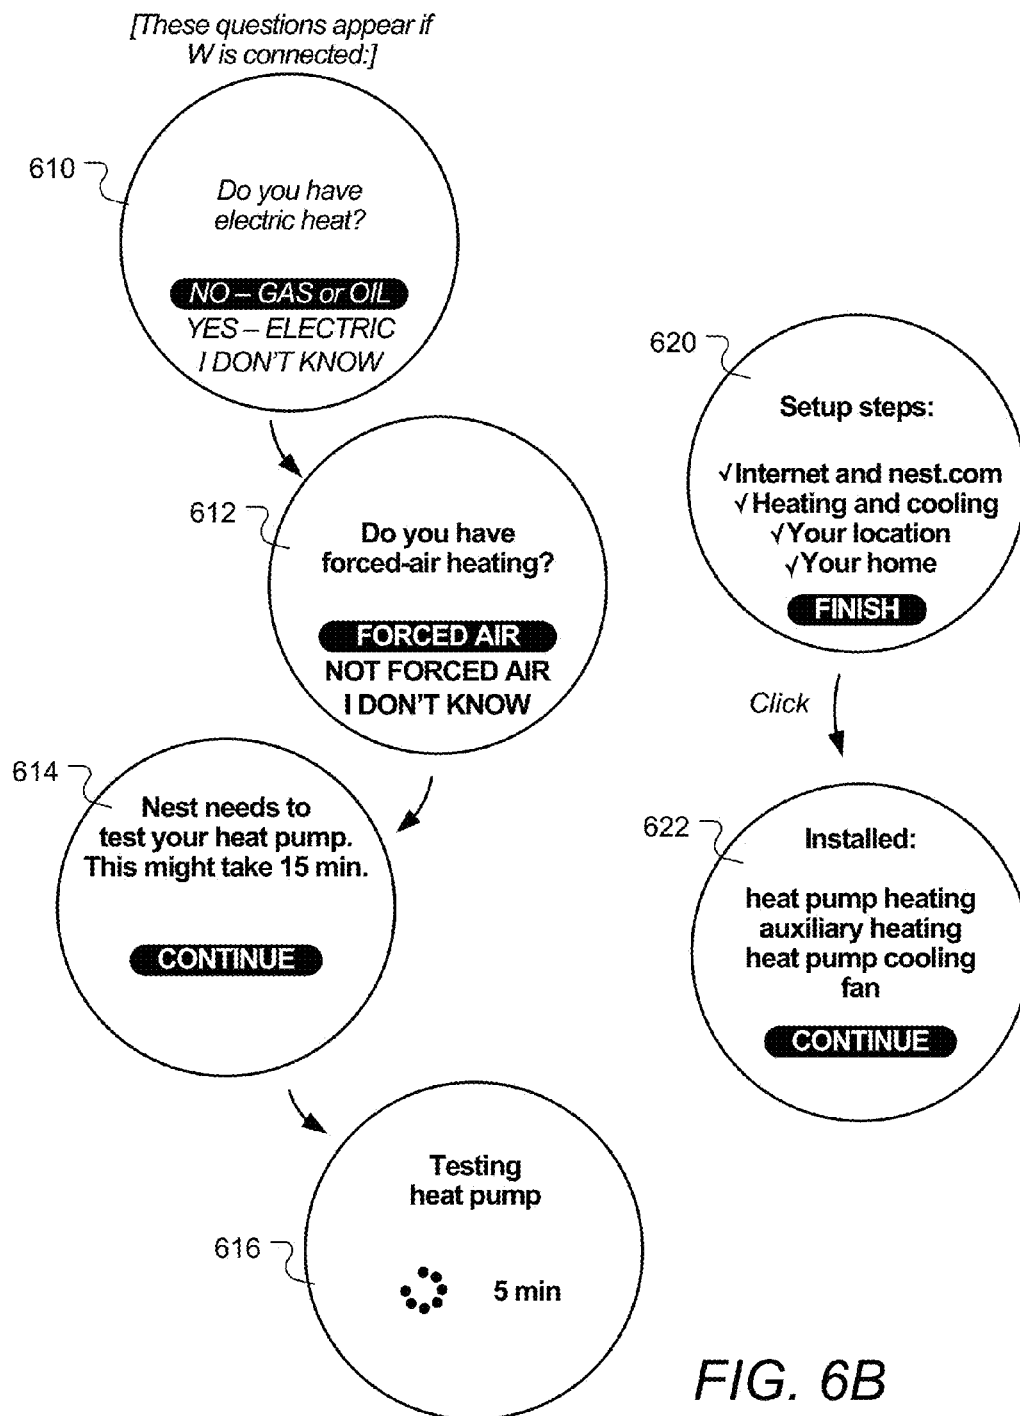 [These questions appear if
W is connected:]
610
Do you have
electric heat?
NO – GAS or OIL
YES – ELECTRIC
I DON'T KNOW
612
Do you have
forced-air heating?
FORCED AIR
NOT FORCED AIR
I DON'T KNOW
614
Nest needs to
test your heat pump.
This might take 15 min.
CONTINUE
616
Testing
heat pump
5 min
620
Setup steps:
√Internet and nest.com
√Heating and cooling
√Your location
√Your home
FINISH
Click
622
Installed:
heat pump heating
auxiliary heating
heat pump cooling
fan
CONTINUE
FIG. 6B